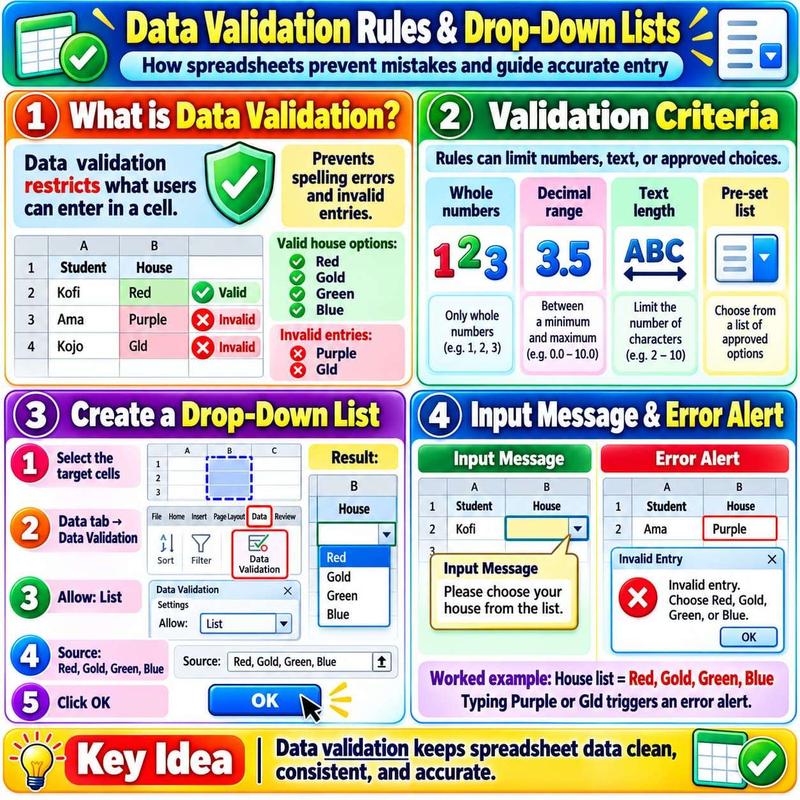 Data Validation Rules & Drop-Down Lists
How spreadsheets prevent mistakes and guide accurate entry
1 What is Data Validation?
Data validation
restricts what users
can enter in a cell.
Prevents
spelling errors
and invalid
entries.
A B
1 Student House
2 Kofi Red Valid
3 Ama Purple Invalid
4 Kojo Gld Invalid
Valid house options:
Red
Gold
Green
Blue
Invalid entries:
Purple
Gld
2 Validation Criteria
Rules can limit numbers, text, or approved choices.
Whole
numbers
123
Only whole
numbers
(e.g. 1, 2, 3)
Decimal
range
3.5
Between
a minimum
and maximum
(e.g. 0.0 – 10.0)
Text
length
ABC
Limit the
number of
characters
(e.g. 2 – 10)
Pre-set
list
Choose from
a list of
approved
options
3 Create a Drop-Down List
1 Select the
target cells
A B C
1
2
3
2 Data tab →
Data Validation
File Home Insert Page Layout Data Review
Sort Filter Data
Validation
3 Allow: List
Data Validation
Settings
Allow: List
4 Source:
Red, Gold, Green, Blue
Source: Red, Gold, Green, Blue
5 Click OK
OK
Result:
B
House
Red
Gold
Green
Blue
4 Input Message & Error Alert
Input Message
A B
1 Student House
2 Kofi
3
Input Message
Please choose your
house from the list.
Error Alert
A B
1 Student House
2 Ama Purple
Invalid Entry
Invalid entry.
Choose Red, Gold,
Green, or Blue.
OK
Worked example: House list = Red, Gold, Green, Blue
Typing Purple or Gld triggers an error alert.
Key Idea
Data validation keeps spreadsheet data clean,
consistent, and accurate.